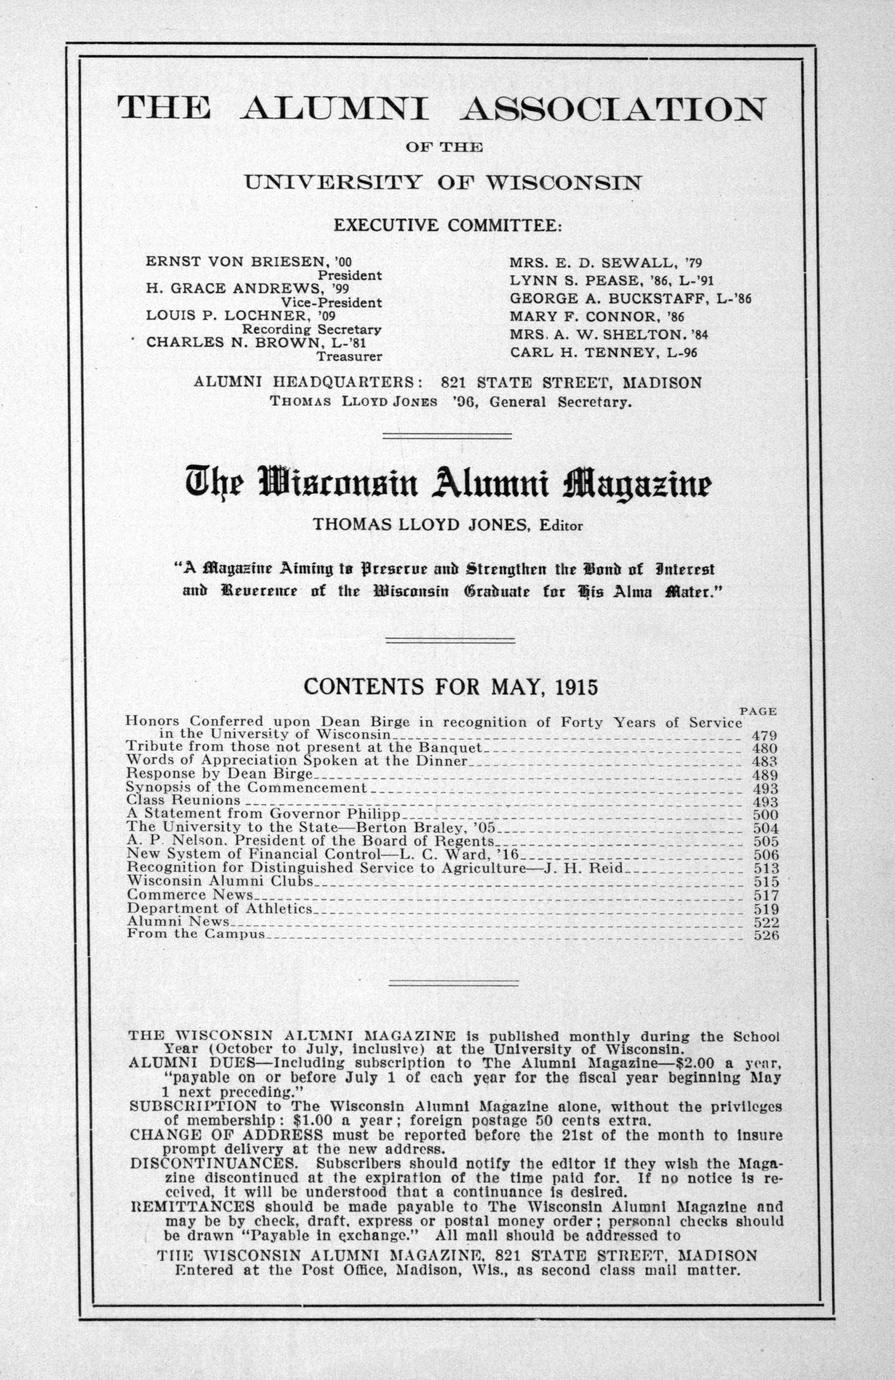 THE ALUMNI ASSOCIATION
OF THE
UNIVERSITY OF WISCONSIN
EXECUTIVE COMMITTEE:
ERNST VON BRIESEN, '00
President
H. GRACE ANDREWS, '99
Vice-President
LOUIS P. LOCHNER, '09
Recording Secretary
CHARLES N. BROWN, L-'81
Treasurer
MRS. E. D. SEWALL, '79
LYNN S. PEASE, '86, L-'91
GEORGE A. BUCKSTAFF, L-'86
MARY F. CONNOR, '86
MRS. A. W. SHELTON. '84
CARL H. TENNEY, L-96
ALUMNI HEADQUARTERS: 821 STATE STREET, MADISON
THOMAS LLOYD JONES '96, General Secretary.
The Wisconsin Alumni Magazine
THOMAS LLOYD JONES, Editor
"A Magazine Aiming to Preserve and Strengthen the Bond of Interest
and Reverence of the Wisconsin Graduate for His Alma Mater."
CONTENTS FOR MAY, 1915
PAGE
Honors Conferred upon Dean Birge in recognition of Forty Years of Service
in the University of Wisconsin 479
Tribute from those not present at the Banquet 480
Words of Appreciation Spoken at the Dinner 483
Response by Dean Birge 489
Synopsis of the Commencement 493
Class Reunions 493
A Statement from Governor Philipp 500
The University to the State—Berton Braley, '05 504
A. P. Nelson. President of the Board of Regents 505
New System of Financial Control—L. C. Ward, '16 506
Recognition for Distinguished Service to Agriculture—J. H. Reid 513
Wisconsin Alumni Clubs 515
Commerce News 517
Department of Athletics 519
Alumni News 522
From the Campus 526
THE WISCONSIN ALUMNI MAGAZINE is published monthly during the School
Year (October to July, inclusive) at the University of Wisconsin.
ALUMNI DUES—Including subscription to The Alumni Magazine—$2.00 a year,
"payable on or before July 1 of each year for the fiscal year beginning May
1 next preceding."
SUBSCRIPTION to The Wisconsin Alumni Magazine alone, without the privileges
of membership: $1.00 a year; foreign postage 50 cents extra.
CHANGE OF ADDRESS must be reported before the 21st of the month to insure
prompt delivery at the new address.
DISCONTINUANCES. Subscribers should notify the editor if they wish the Maga-
zine discontinued at the expiration of the time paid for. If no notice is re-
ceived, it will be understood that a continuance is desired.
REMITTANCES should be made payable to The Wisconsin Alumni Magazine and
may be by check, draft, express or postal money order; personal checks should
be drawn "Payable in exchange." All mail should be addressed to
THE WISCONSIN ALUMNI MAGAZINE, 821 STATE STREET, MADISON
Entered at the Post Office, Madison, Wis., as second class mail matter.